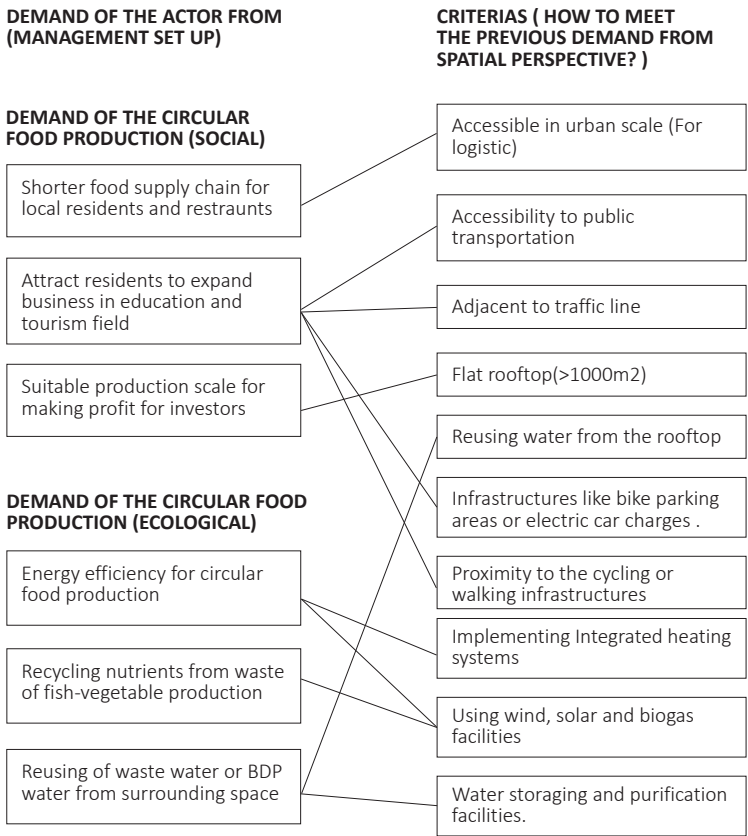 DEMAND OF THE ACTOR FROM
(MANAGEMENT SET UP)
DEMAND OF THE CIRCULAR
FOOD PRODUCTION (SOCIAL)
Shorter food supply chain for
local residents and restraunts
Attract residents to expand
business in education and
tourism field
Suitable production scale for
making profit for investors
DEMAND OF THE CIRCULAR FOOD
PRODUCTION (ECOLOGICAL)
Energy efficiency for circular
food production
Recycling nutrients from waste
of fish-vegetable production
Reusing of waste water or BDP
water from surrounding space
CRITERIAS ( HOW TO MEET
THE PREVIOUS DEMAND FROM
SPATIAL PERSPECTIVE? )
Accessible in urban scale (For
logistic)
Accessibility to public
transportation
Adjacent to traffic line
Flat rooftop(>1000m2)
Reusing water from the rooftop
Infrastructures like bike parking
areas or electric car charges .
Proximity to the cycling or
walking infrastructures
Implementing Integrated heating
systems
Using wind, solar and biogas
facilities
Water storaging and purification
facilities.